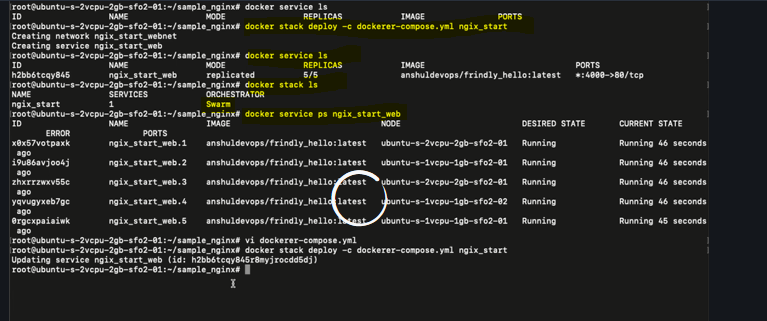 root@ubuntu-s-2vcpu-2gb-sfo2-01:~/sample_nginx# docker service ls
ID NAME MODE REPLICAS IMAGE PORTS
root@ubuntu-s-2vcpu-2gb-sfo2-01:~/sample_nginx# docker stack deploy -c dockerer-compose.yml ngix_start
Creating network ngix_start_webnet
Creating service ngix_start_web
root@ubuntu-s-2vcpu-2gb-sfo2-01:~/sample_nginx# docker service ls
ID NAME MODE REPLICAS IMAGE PORTS
h2bb6tcqy845 ngix_start_web replicated 5/5 anshuldevops/frindly_hello:latest *:4000->80/tcp
root@ubuntu-s-2vcpu-2gb-sfo2-01:~/sample_nginx# docker stack ls
NAME SERVICES ORCHESTRATOR
ngix_start 1 Swarm
root@ubuntu-s-2vcpu-2gb-sfo2-01:~/sample_nginx# docker service ps ngix_start_web
ID NAME IMAGE NODE DESIRED STATE CURRENT STATE
ERROR PORTS
x0x57votpaxk ngix_start_web.1 anshuldevops/frindly_hello:latest ubuntu-s-2vcpu-2gb-sfo2-01 Running Running 46 seconds
ago
i9u86avjoo4j ngix_start_web.2 anshuldevops/frindly_hello:latest ubuntu-s-1vcpu-1gb-sfo2-02 Running Running 46 seconds
ago
zhxrrzwxv55c ngix_start_web.3 anshuldevops/frindly_hello:latest ubuntu-s-2vcpu-2gb-sfo2-01 Running Running 46 seconds
ago
yqvugyxeb7gc ngix_start_web.4 anshuldevops/frindly_hello:latest ubuntu-s-1vcpu-1gb-sfo2-02 Running Running 46 seconds
ago
0rgcxpaiaiwk ngix_start_web.5 anshuldevops/frindly_hello:latest ubuntu-s-1vcpu-2gb-sfo2-01 Running Running 45 seconds
ago
root@ubuntu-s-2vcpu-2gb-sfo2-01:~/sample_nginx# vi dockerer-compose.yml
root@ubuntu-s-2vcpu-2gb-sfo2-01:~/sample_nginx# docker stack deploy -c dockerer-compose.yml ngix_start
Updating service ngix_start_web (id: h2bb6tcqy845r8myjrocdd5dj)
root@ubuntu-s-2vcpu-2gb-sfo2-01:~/sample_nginx#